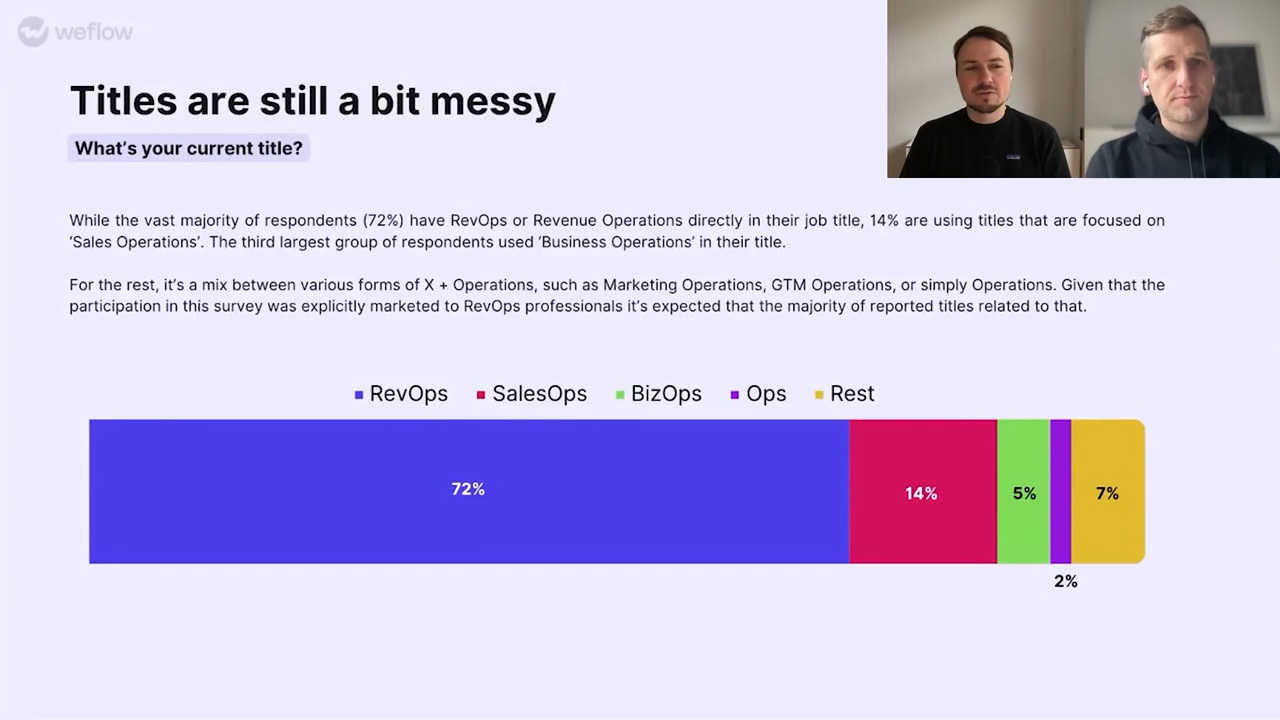 weflow
Titles are still a bit messy
What's your current title?
While the vast majority of respondents (72%) have RevOps or Revenue Operations directly in their job title, 14% are using titles that are focused on
‘Sales Operations’. The third largest group of respondents used ‘Business Operations’ in their title.
For the rest, it's a mix between various forms of X + Operations, such as Marketing Operations, GTM Operations, or simply Operations. Given that the
participation in this survey was explicitly marketed to RevOps professionals it's expected that the majority of reported titles related to that.
RevOps SalesOps BizOps Ops Rest
72% 14% 5% 7%
2%